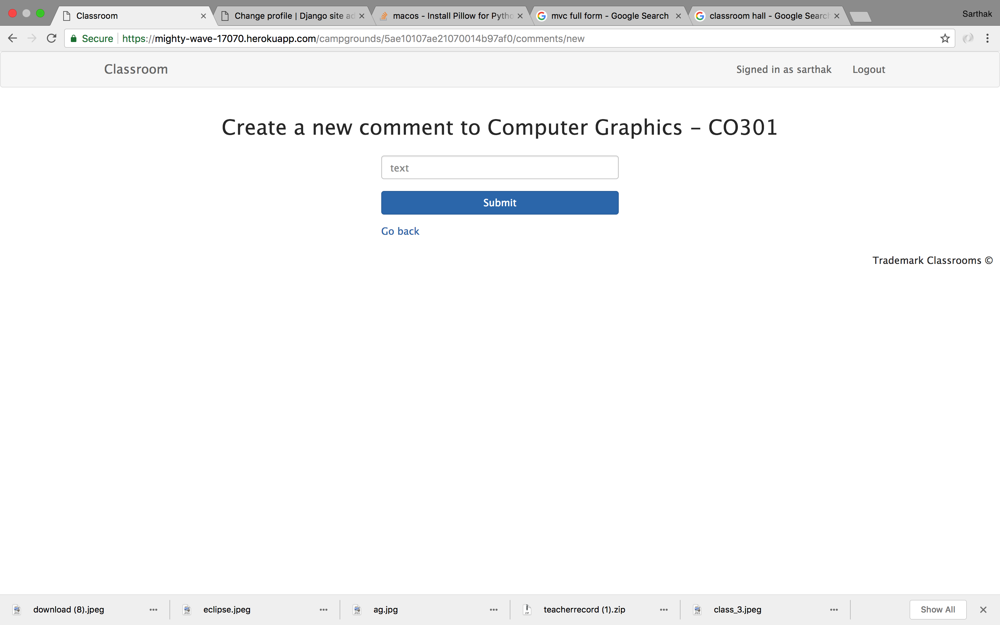 Classroom
Change profile | Django site ad
macos - Install Pillow for Pytho
mvc full form - Google Search
classroom hall - Google Search
Sarthak
Secure https://mighty-wave-17070.herokuapp.com/campgrounds/5ae10107ae21070014b97af0/comments/new
Classroom
Signed in as sarthak
Logout
Create a new comment to Computer Graphics - CO301
text
Submit
Go back
Trademark Classrooms ©
download (8).jpeg
eclipse.jpeg
ag.jpg
teacherrecord (1).zip
class_3.jpeg
Show All